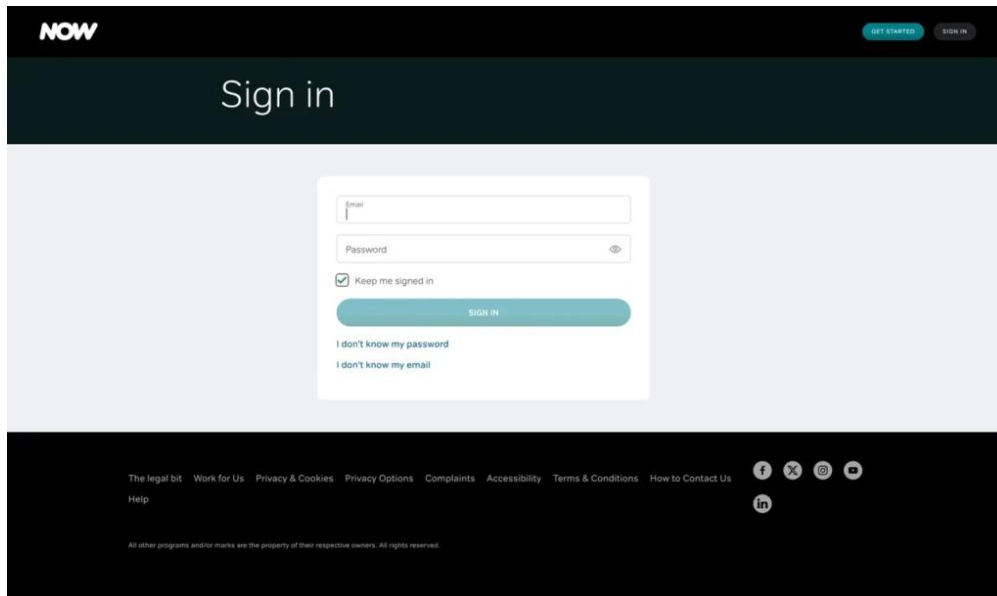 NOW
GET STARTED
SIGN IN
Sign in
Email
Password
Keep me signed in
SIGN IN
I don't know my password
I don't know my email
The legal bit Work for Us Privacy & Cookies Privacy Options Complaints Accessibility Terms & Conditions How to Contact Us
Help
All other programs and/or marks are the property of their respective owners. All rights reserved.